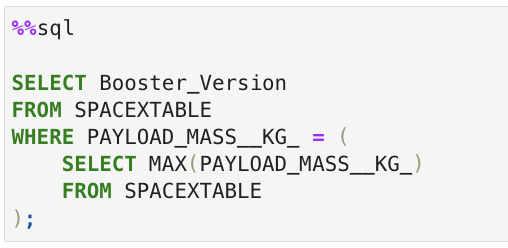 %%sql
SELECT Booster_Version
FROM SPACEXTABLE
WHERE PAYLOAD_MASS__KG_ = (
    SELECT MAX(PAYLOAD_MASS__KG_)
    FROM SPACEXTABLE
);